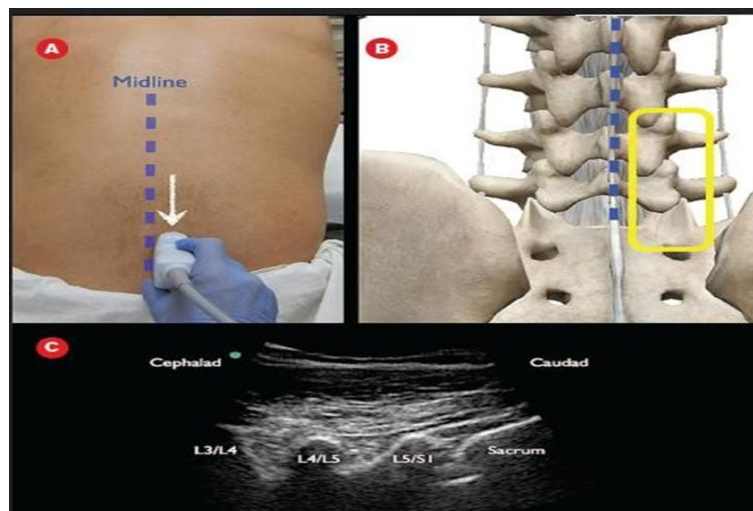 A
Midline
B
C
Cephalad
Caudad
L3/L4
L4/L5
L5/S1
Sacrum